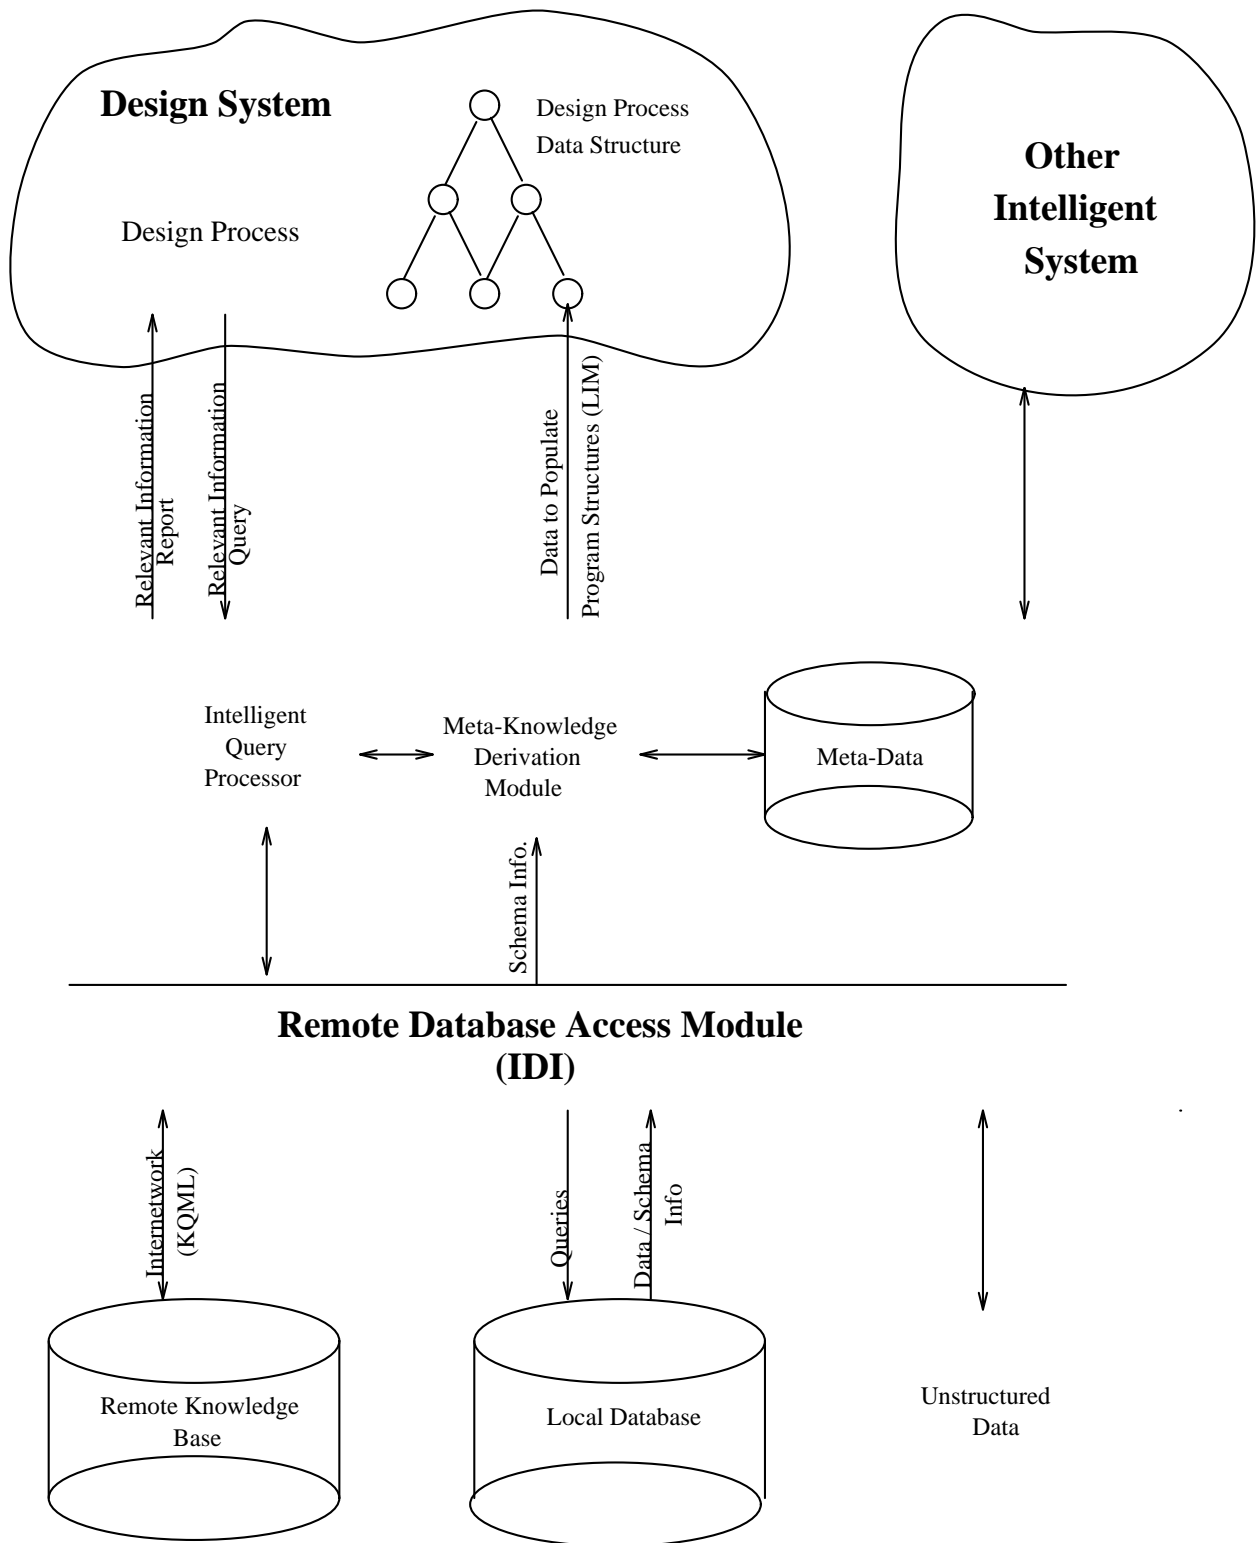 Design System
Design Process
Data Structure
Design Process
Other
Intelligent
System
Relevant Information
Report
Relevant Information
Query
Data to Populate
Program Structures (LIM)
Intelligent
Query
Processor
Meta-Knowledge
Derivation
Module
Meta-Data
Schema Info.
Remote Database Access Module
(IDI)
Internetwork
(KQML)
Queries
Data / Schema
Info
Remote Knowledge
Base
Local Database
Unstructured
Data